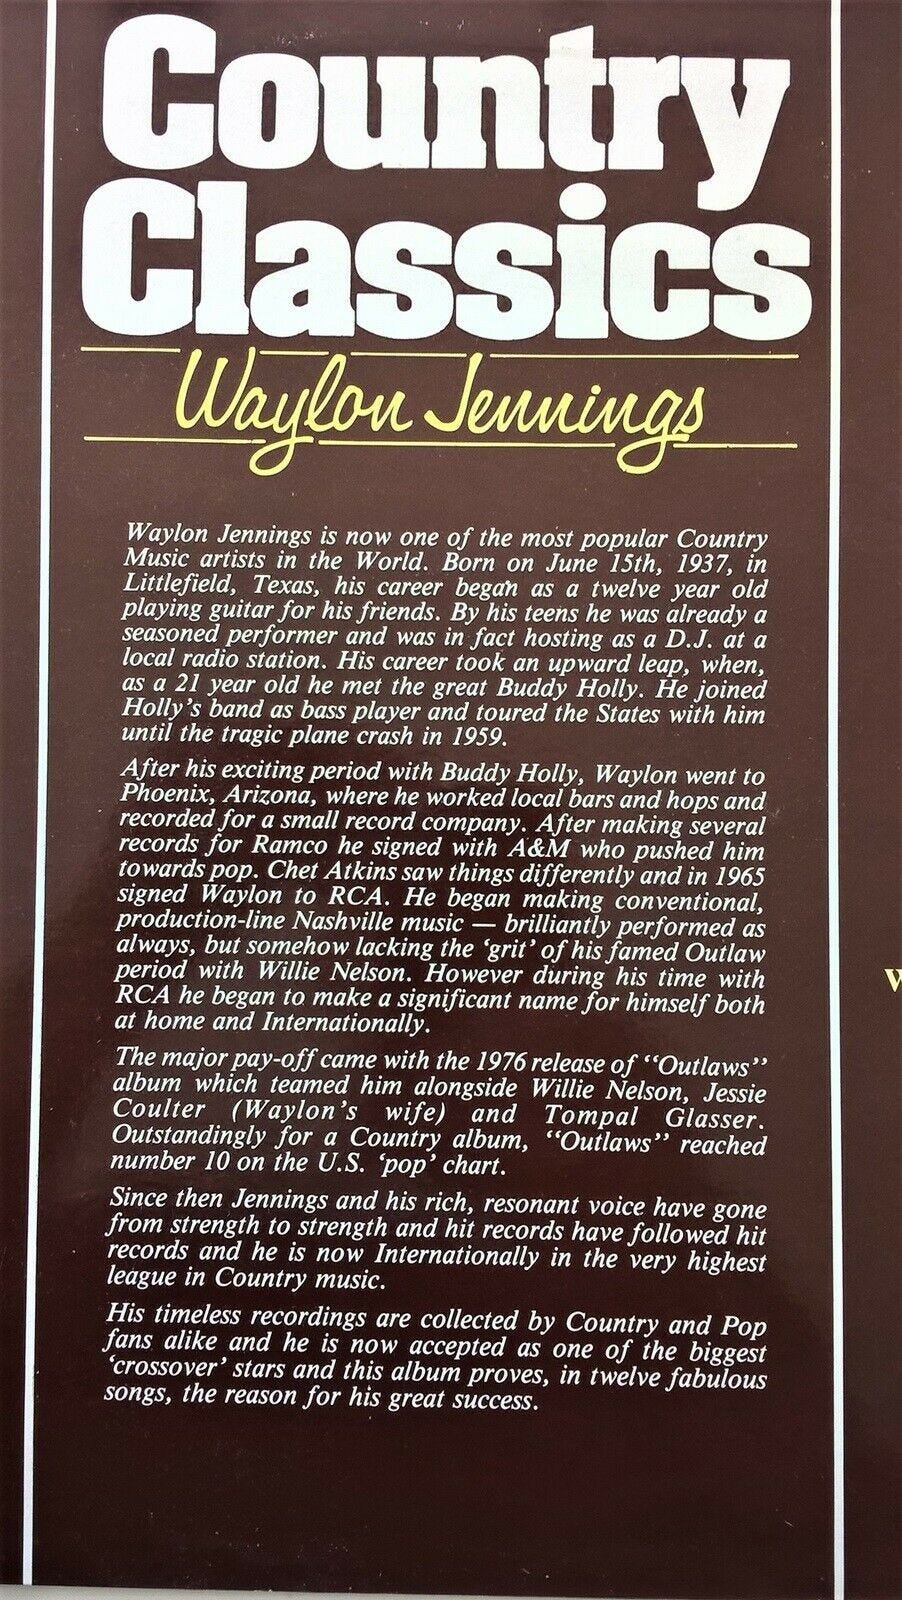 Country
Classics
Waylon Jennings
Waylon Jennings is now one of the most popular Country
Music artists in the World. Born on June 15th, 1937, in
Littlefield, Texas, his career began as a twelve year old
playing guitar for his friends. By his teens he was already a
seasoned performer and was in fact hosting as a D.J. at a
local radio station. His career took an upward leap, when,
as a 21 year old he met the great Buddy Holly. He joined
Holly's band as bass player and toured the States with him
until the tragic plane crash in 1959.
After his exciting period with Buddy Holly, Waylon went to
Phoenix, Arizona, where he worked local bars and hops and
recorded for a small record company. After making several
records for Ramco he signed with A&M who pushed him
towards pop. Chet Atkins saw things differently and in 1965
signed Waylon to RCA. He began making conventional,
production-line Nashville music — brilliantly performed as
always, but somehow lacking the 'grit' of his famed Outlaw
period with Willie Nelson. However during his time with
RCA he began to make a significant name for himself both
at home and Internationally.
The major pay-off came with the 1976 release of "Outlaws"
album which teamed him alongside Willie Nelson, Jessie
Coulter (Waylon's wife) and Tompal Glasser.
Outstandingly for a Country album, "Outlaws" reached
number 10 on the U.S. 'pop' chart.
Since then Jennings and his rich, resonant voice have gone
from strength to strength and hit records have followed hit
records and he is now Internationally in the very highest
league in Country music.
His timeless recordings are collected by Country and Pop
fans alike and he is now accepted as one of the biggest
'crossover' stars and this album proves, in twelve fabulous
songs, the reason for his great success.